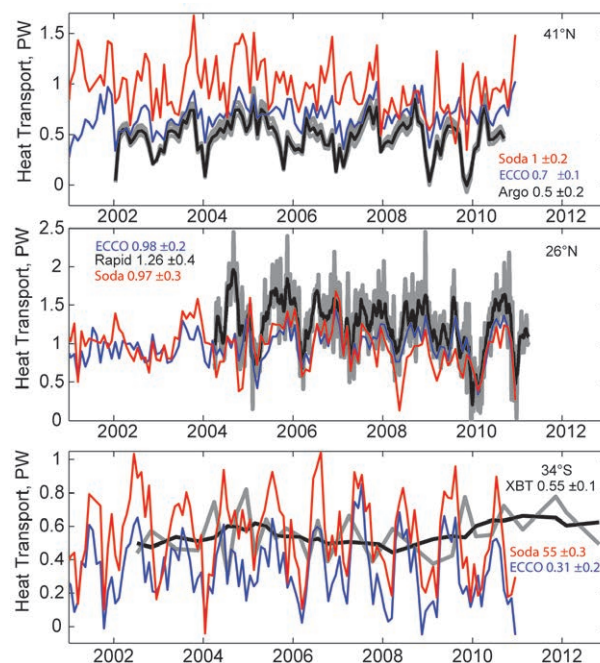 Heat Transport, PW
1.5
1
0.5
0
41°N
Soda 1 ±0.2
ECCO 0.7 ±0.1
Argo 0.5 ±0.2
2002 2004 2006 2008 2010 2012
Heat Transport, PW
2.5
2
1.5
1
0.5
0
ECCO 0.98 ±0.2
Rapid 1.26 ±0.4
Soda 0.97 ±0.3
26°N
2002 2004 2006 2008 2010 2012
Heat Transport, PW
1
0.8
0.6
0.4
0.2
0
34°S
XBT 0.55 ±0.1
Soda 55 ±0.3
ECCO 0.31 ±0.2
2002 2004 2006 2008 2010 2012